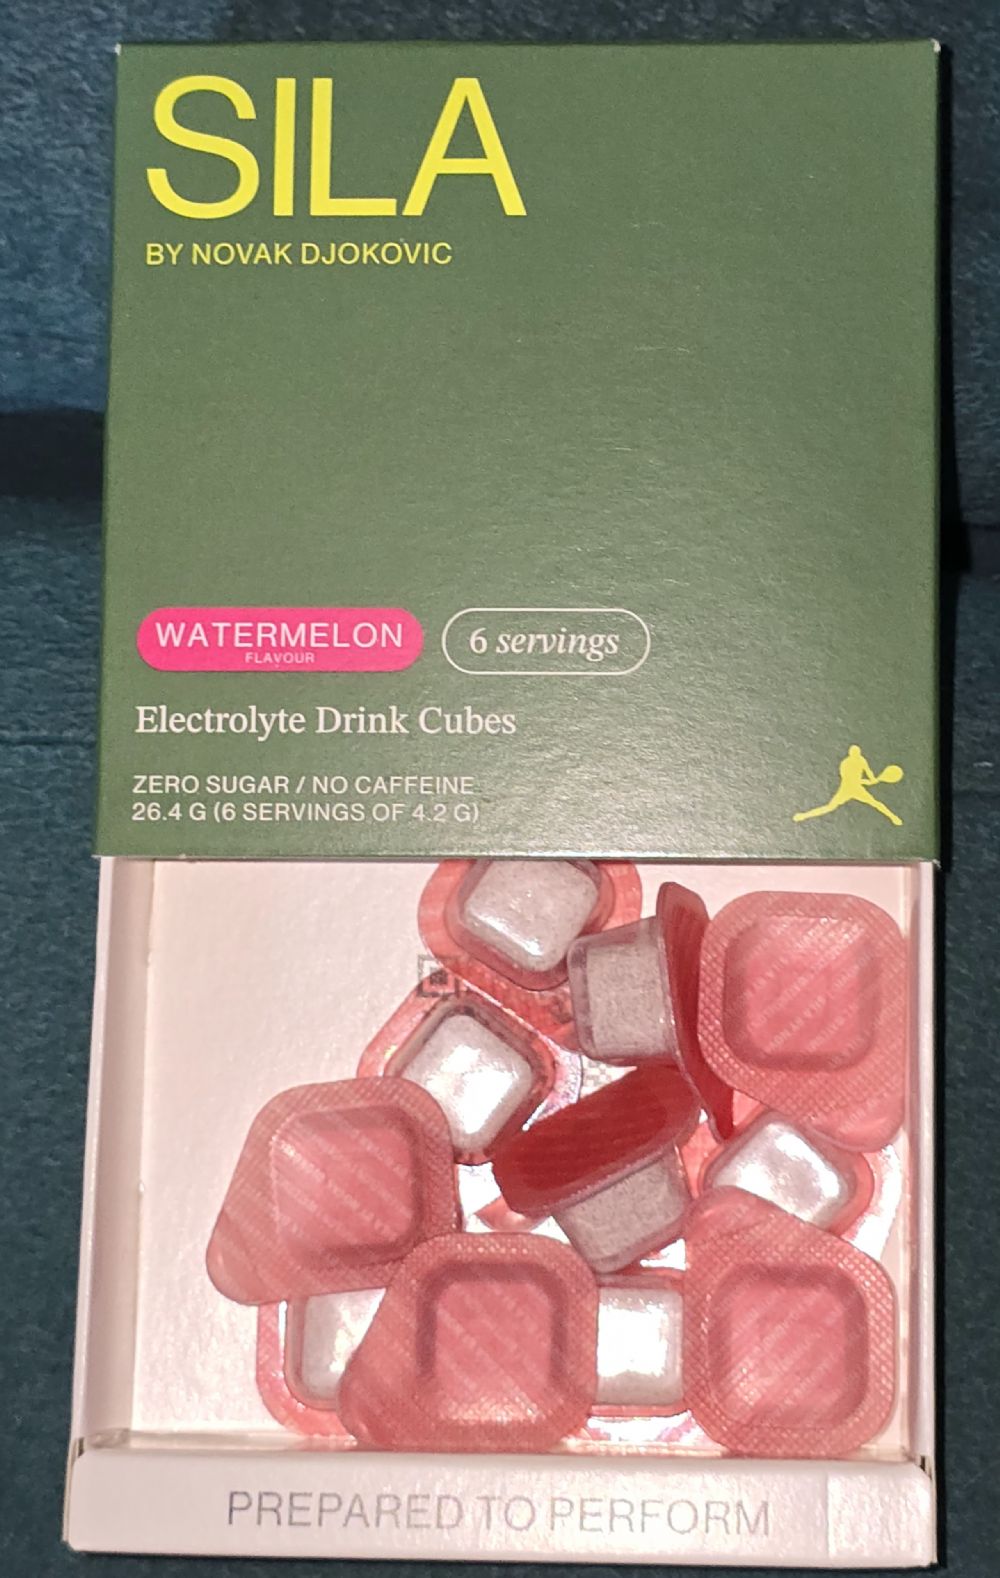 SILA
BY NOVAK DJOKOVIC
WATERMELON
FLAVOUR
6 servings
Electrolyte Drink Cubes
ZERO SUGAR / NO CAFFEINE
26.4 G (6 SERVINGS OF 4.2 G)
PREPARED TO PERFORM